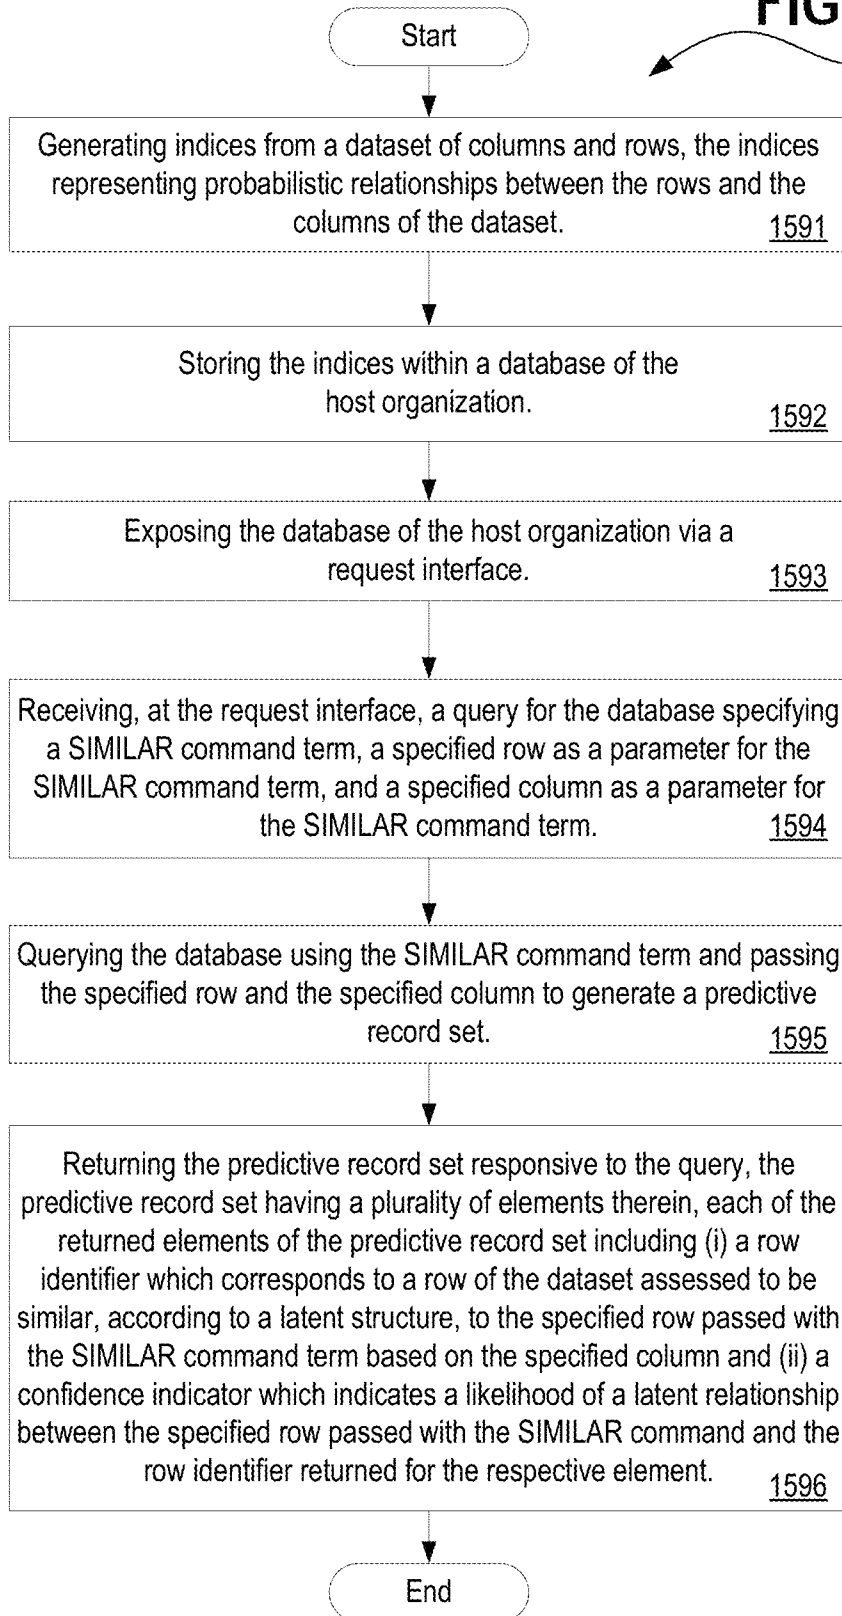 FIG
Start
Generating indices from a dataset of columns and rows, the indices
representing probabilistic relationships between the rows and the
columns of the dataset.
1591
Storing the indices within a database of the
host organization.
1592
Exposing the database of the host organization via a
request interface.
1593
Receiving, at the request interface, a query for the database specifying
a SIMILAR command term, a specified row as a parameter for the
SIMILAR command term, and a specified column as a parameter for
the SIMILAR command term.
1594
Querying the database using the SIMILAR command term and passing
the specified row and the specified column to generate a predictive
record set.
1595
Returning the predictive record set responsive to the query, the
predictive record set having a plurality of elements therein, each of the
returned elements of the predictive record set including (i) a row
identifier which corresponds to a row of the dataset assessed to be
similar, according to a latent structure, to the specified row passed with
the SIMILAR command term based on the specified column and (ii) a
confidence indicator which indicates a likelihood of a latent relationship
between the specified row passed with the SIMILAR command and the
row identifier returned for the respective element.
1596
End